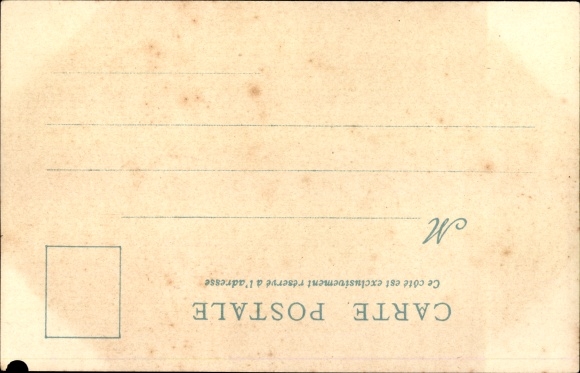 CARTE POSTALE
Ce côté est exclusivement réservé à l'adresse
M